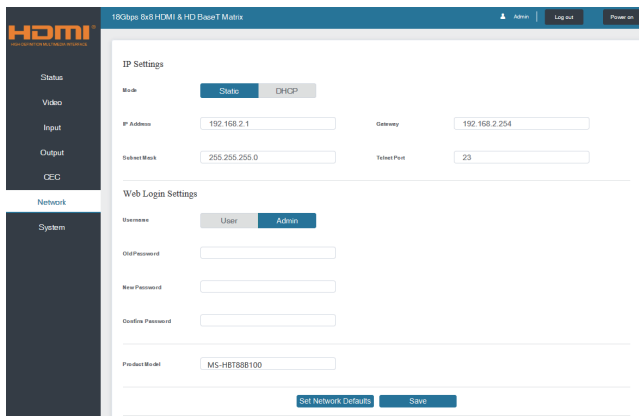 HDMI®
HIGH DEFINITION MULTIMEDIA INTERFACE
18Gbps 8x8 HDMI & HD BaseT Matrix
Admin
Log out
Power on
Status
Video
Input
Output
CEC
Network
System
IP Settings
Mode
Static DHCP
IP Address 192.168.2.1 Gateway 192.168.2.254
Subnet Mask 255.255.255.0 Telnet Port 23
Web Login Settings
Username
User Admin
Old Password
New Password
Confirm Password
Product Model MS-HBT88B100
Set Network Defaults Save